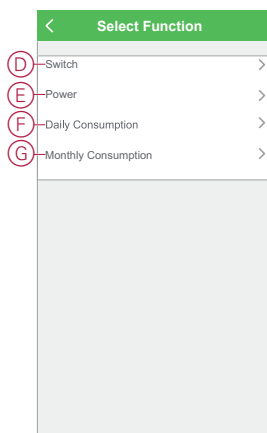 Select Function
D Switch
E Power
F Daily Consumption
G Monthly Consumption